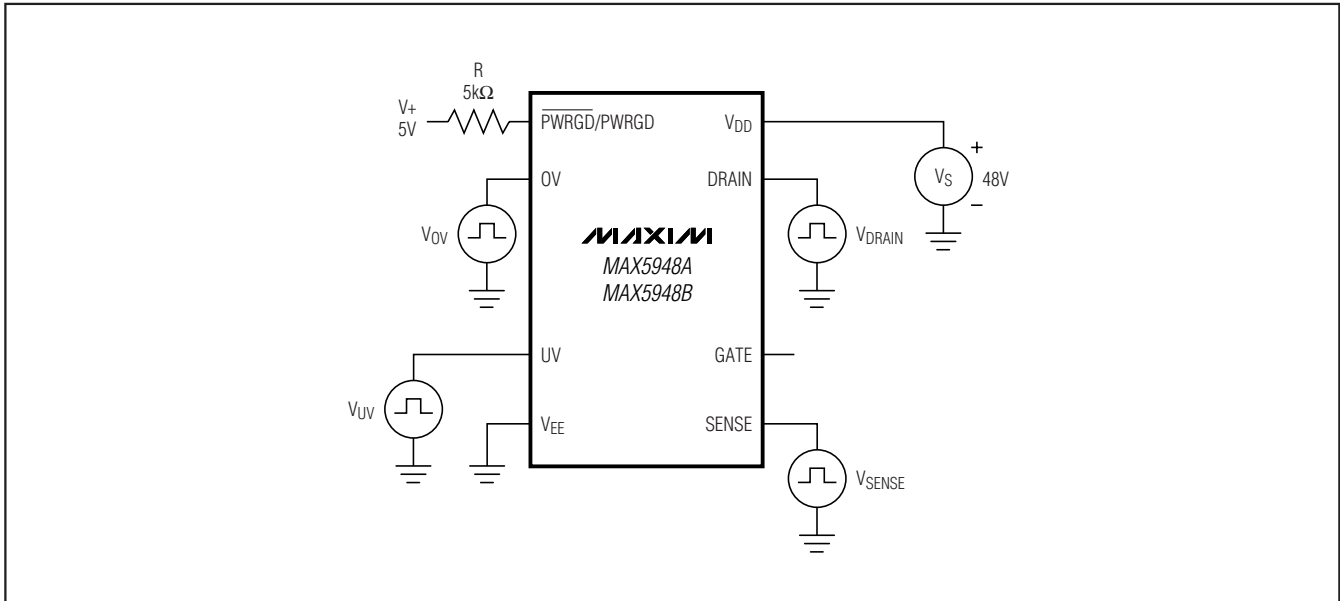 R
5kΩ
V+
5V
PWRGD/PWRGD
VDD
+
VS
48V
−
OV
DRAIN
VOV
VDRAIN
MAXIM
MAX5948A
MAX5948B
UV
GATE
VUV
VEE
SENSE
VSENSE